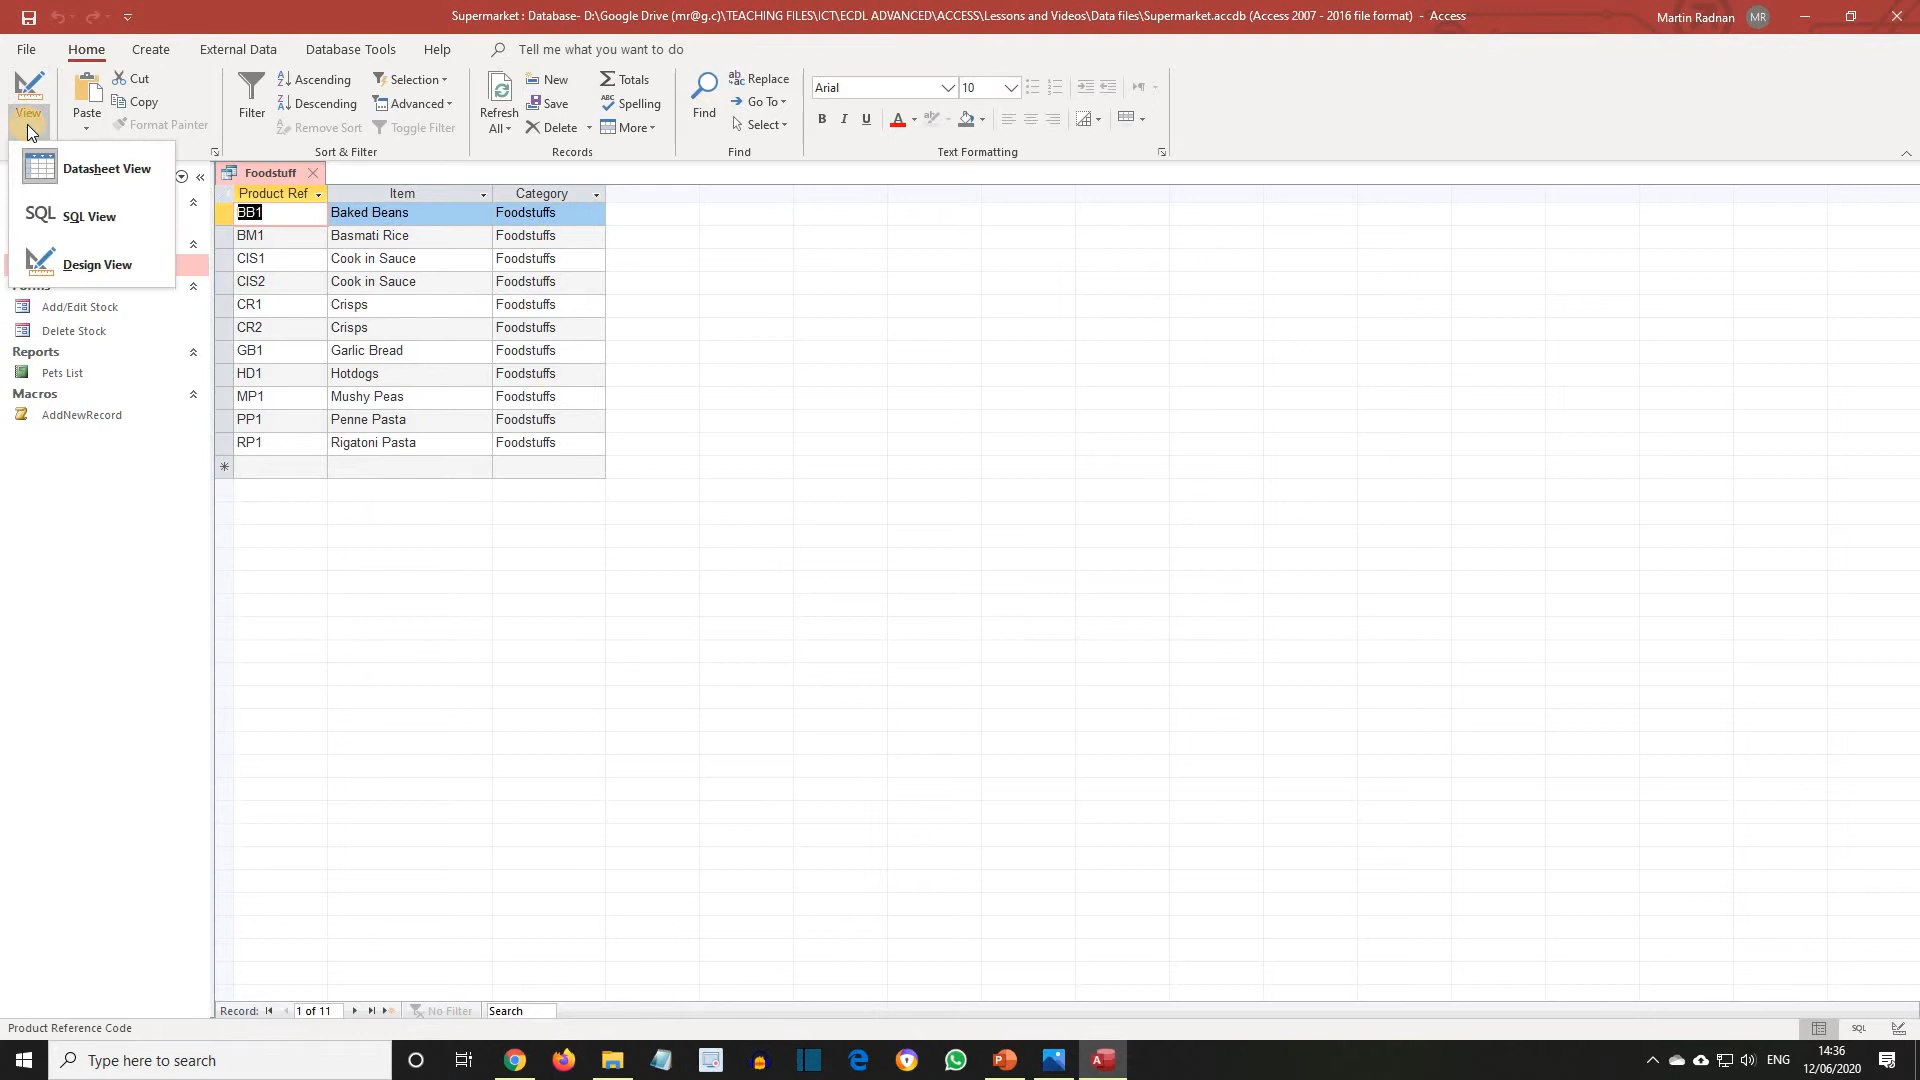 Supermarket : Database- D:\Google Drive (mr@g.c)\TEACHING FILES\ICT\ECDL ADVANCED\ACCESS\Lessons and Videos\Data files\Supermarket.accdb (Access 2007 - 2016 file format) - Access
Martin Radnan MR
File Home Create External Data Database Tools Help Tell me what you want to do
View
Paste
Cut
Copy
Format Painter
Filter
Ascending
Descending
Remove Sort
Selection
Advanced
Toggle Filter
Sort & Filter
Refresh
All
New
Save
Delete
Totals
Spelling
More
Records
Find
Replace
Go To
Select
Find
Arial 10
B I U A
Text Formatting
Datasheet View
SQL SQL View
Design View
Forms
Add/Edit Stock
Delete Stock
Reports
Pets List
Macros
AddNewRecord
Foodstuff
Product Ref Item Category
BB1 Baked Beans Foodstuffs
BM1 Basmati Rice Foodstuffs
CIS1 Cook in Sauce Foodstuffs
CIS2 Cook in Sauce Foodstuffs
CR1 Crisps Foodstuffs
CR2 Crisps Foodstuffs
GB1 Garlic Bread Foodstuffs
HD1 Hotdogs Foodstuffs
MP1 Mushy Peas Foodstuffs
PP1 Penne Pasta Foodstuffs
RP1 Rigatoni Pasta Foodstuffs
Record: 1 of 11 No Filter Search
Product Reference Code
SQL
Type here to search
ENG
14:36
12/06/2020